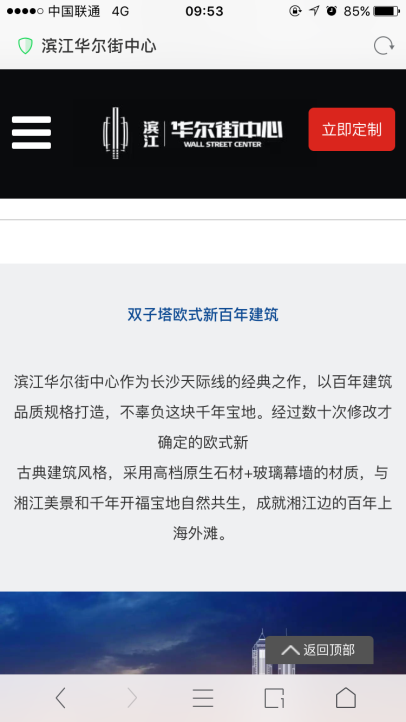 中国联通 4G 09:53 85%
滨江华尔街中心
滨江 华尔街中心
WALL STREET CENTER
立即定制
双子塔欧式新百年建筑
滨江华尔街中心作为长沙天际线的经典之作，以百年建筑
品质规格打造，不辜负这块千年宝地。经过数十次修改才
确定的欧式新
古典建筑风格，采用高档原生石材+玻璃幕墙的材质，与
湘江美景和千年开福宝地自然共生，成就湘江边的百年上
海外滩。
返回顶部
1